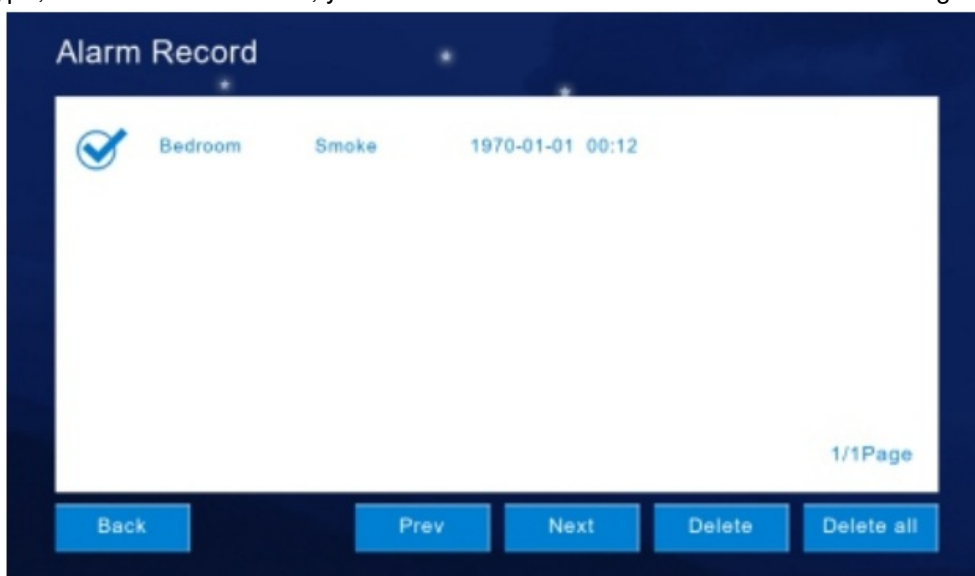 Alarm Record
Bedroom Smoke 1970-01-01 00:12
1/1Page
Back Prev Next Delete Delete all